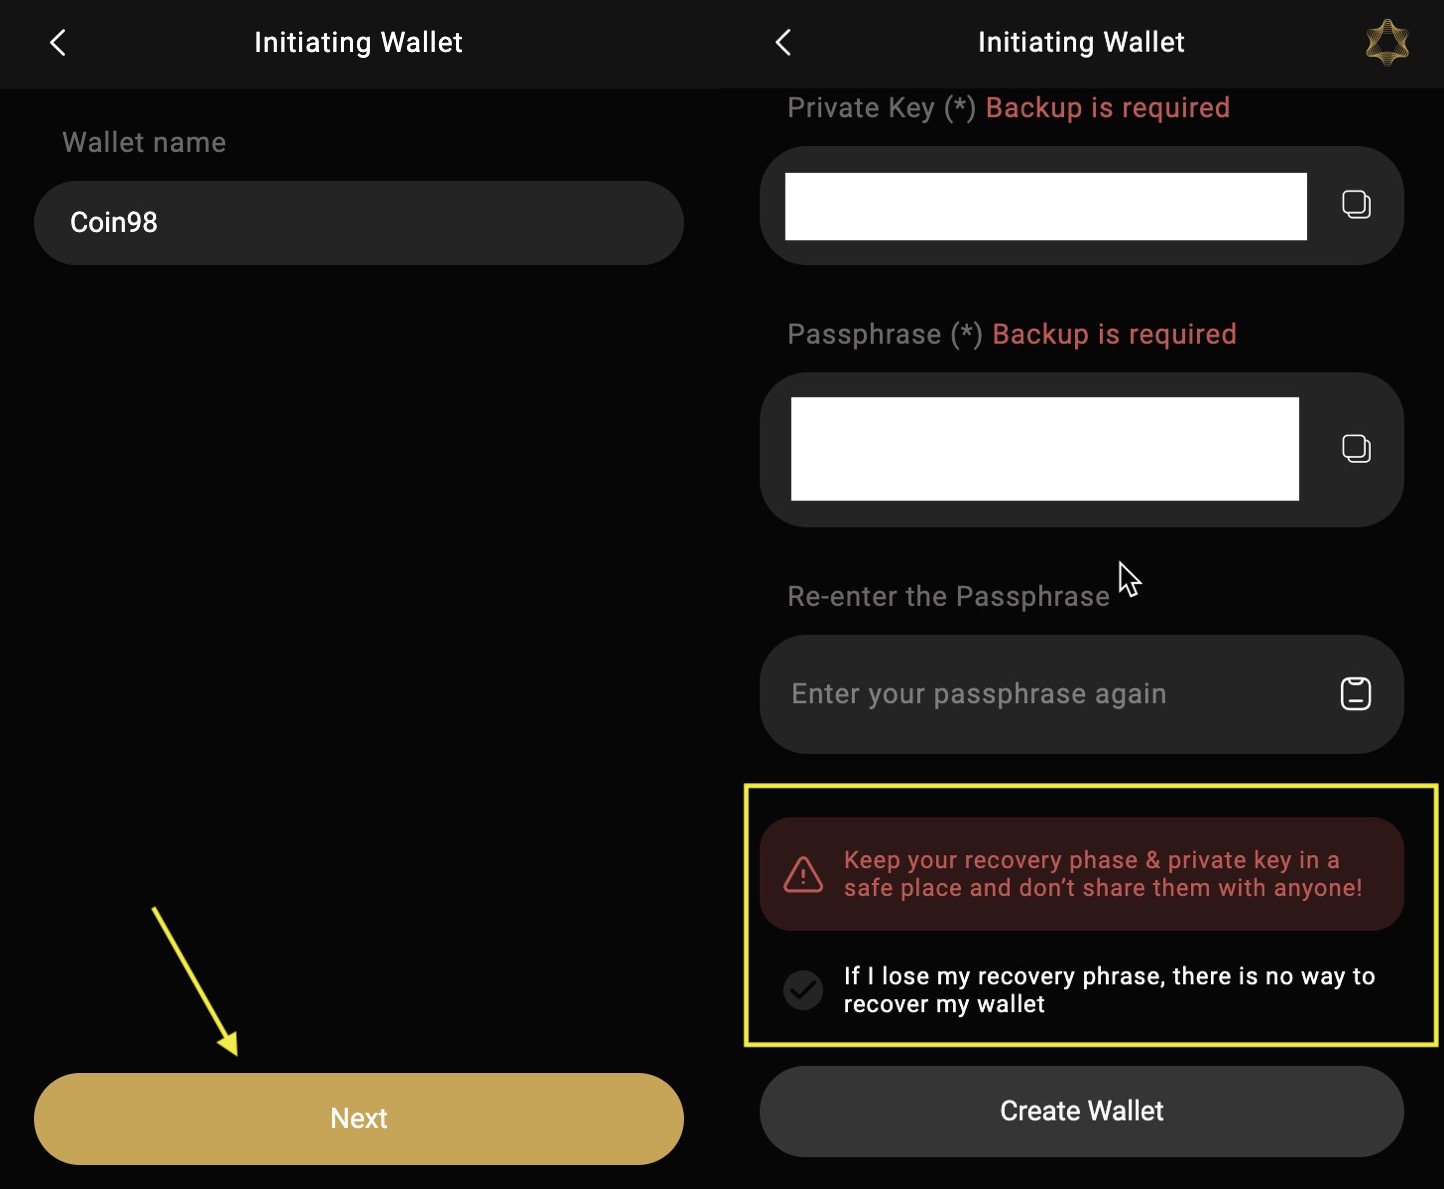 Initiating Wallet
Wallet name
Coin98
Next
Initiating Wallet
Private Key (*) Backup is required
Passphrase (*) Backup is required
Re-enter the Passphrase
Enter your passphrase again
Keep your recovery phase & private key in a
safe place and don't share them with anyone!
If I lose my recovery phrase, there is no way to
recover my wallet
Create Wallet